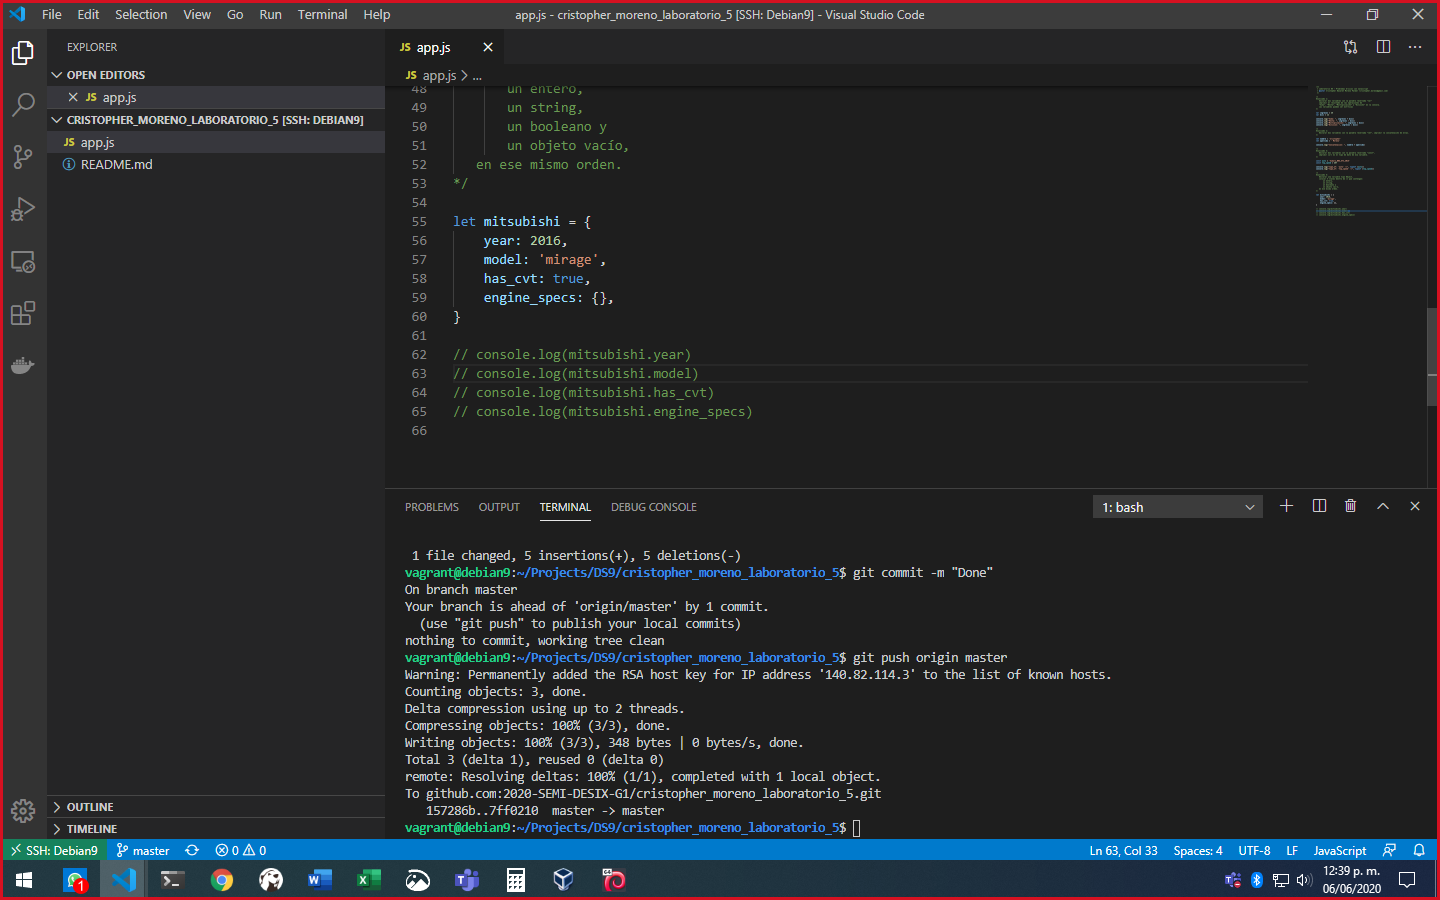 File Edit Selection View Go Run Terminal Help
app.js - cristopher_moreno_laboratorio_5 [SSH: Debian9] - Visual Studio Code
EXPLORER
OPEN EDITORS
JS app.js
CRISTOPHER_MORENO_LABORATORIO_5 [SSH: DEBIAN9]
JS app.js
README.md
OUTLINE
TIMELINE
JS app.js
JS app.js > ...
48 un entero,
49 un string,
50 un booleano y
51 un objeto vacío,
52 en ese mismo orden.
53 */
54
55 let mitsubishi = {
56 year: 2016,
57 model: 'mirage',
58 has_cvt: true,
59 engine_specs: {},
60 }
61
62 // console.log(mitsubishi.year)
63 // console.log(mitsubishi.model)
64 // console.log(mitsubishi.has_cvt)
65 // console.log(mitsubishi.engine_specs)
66
PROBLEMS OUTPUT TERMINAL DEBUG CONSOLE
1: bash
1 file changed, 5 insertions(+), 5 deletions(-)
vagrant@debian9:~/Projects/DS9/cristopher_moreno_laboratorio_5$ git commit -m "Done"
On branch master
Your branch is ahead of 'origin/master' by 1 commit.
(use "git push" to publish your local commits)
nothing to commit, working tree clean
vagrant@debian9:~/Projects/DS9/cristopher_moreno_laboratorio_5$ git push origin master
Warning: Permanently added the RSA host key for IP address '140.82.114.3' to the list of known hosts.
Counting objects: 3, done.
Delta compression using up to 2 threads.
Compressing objects: 100% (3/3), done.
Writing objects: 100% (3/3), 348 bytes | 0 bytes/s, done.
Total 3 (delta 1), reused 0 (delta 0)
remote: Resolving deltas: 100% (1/1), completed with 1 local object.
To github.com:2020-SEMI-DESIX-G1/cristopher_moreno_laboratorio_5.git
157286b..7ff0210 master -> master
vagrant@debian9:~/Projects/DS9/cristopher_moreno_laboratorio_5$
SSH: Debian9 master 0 0
Ln 63, Col 33 Spaces: 4 UTF-8 LF JavaScript
1
12:39 p. m.
06/06/2020